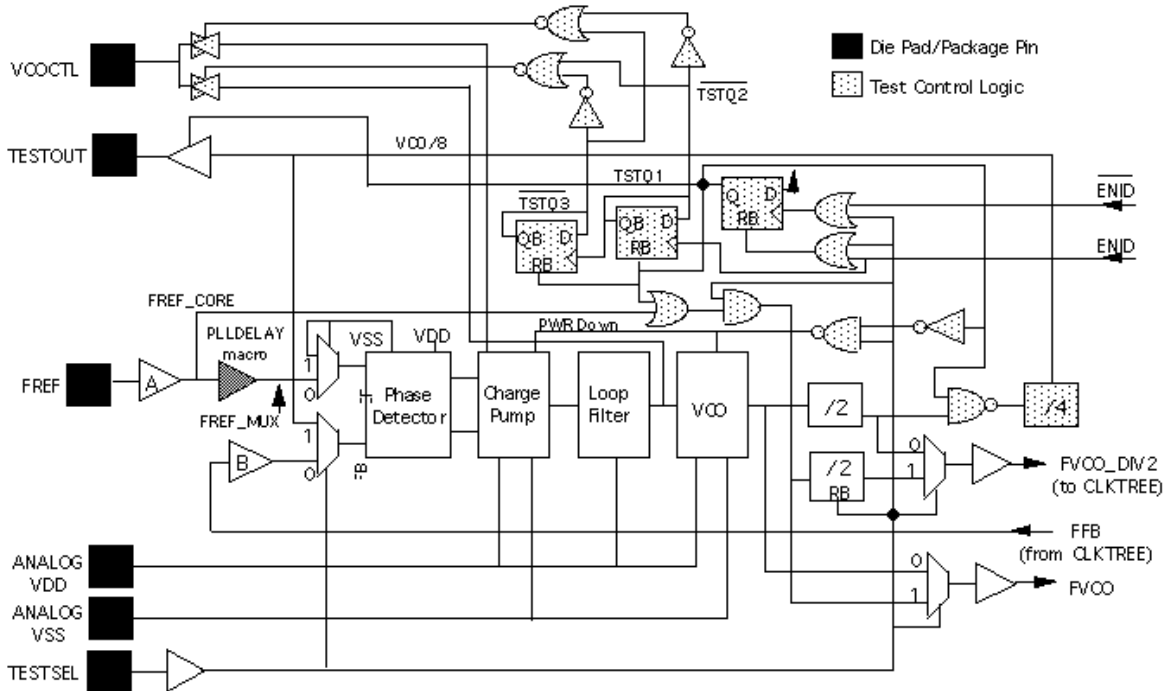 VCOCTL
TSTQ2
Die Pad/Package Pin
Test Control Logic
TESTOUT
VCO/8
TSTQ1
TSTQ3
Q D
RB
QB D
RB
QB D
RB
ENID
ENID
FREF_CORE
PLLDELAY
macro
VSS
VDD
PWR Down
FREF
A
1
0
FREF_MUX
Phase
Detector
Charge
Pump
Loop
Filter
VCO
/2
/4
B
1
0
/2
RB
0
1
FVCO_DIV2
(to CLKTREE)
FFB
(from CLKTREE)
ANALOG
VDD
0
1
FVCO
ANALOG
VSS
TESTSEL